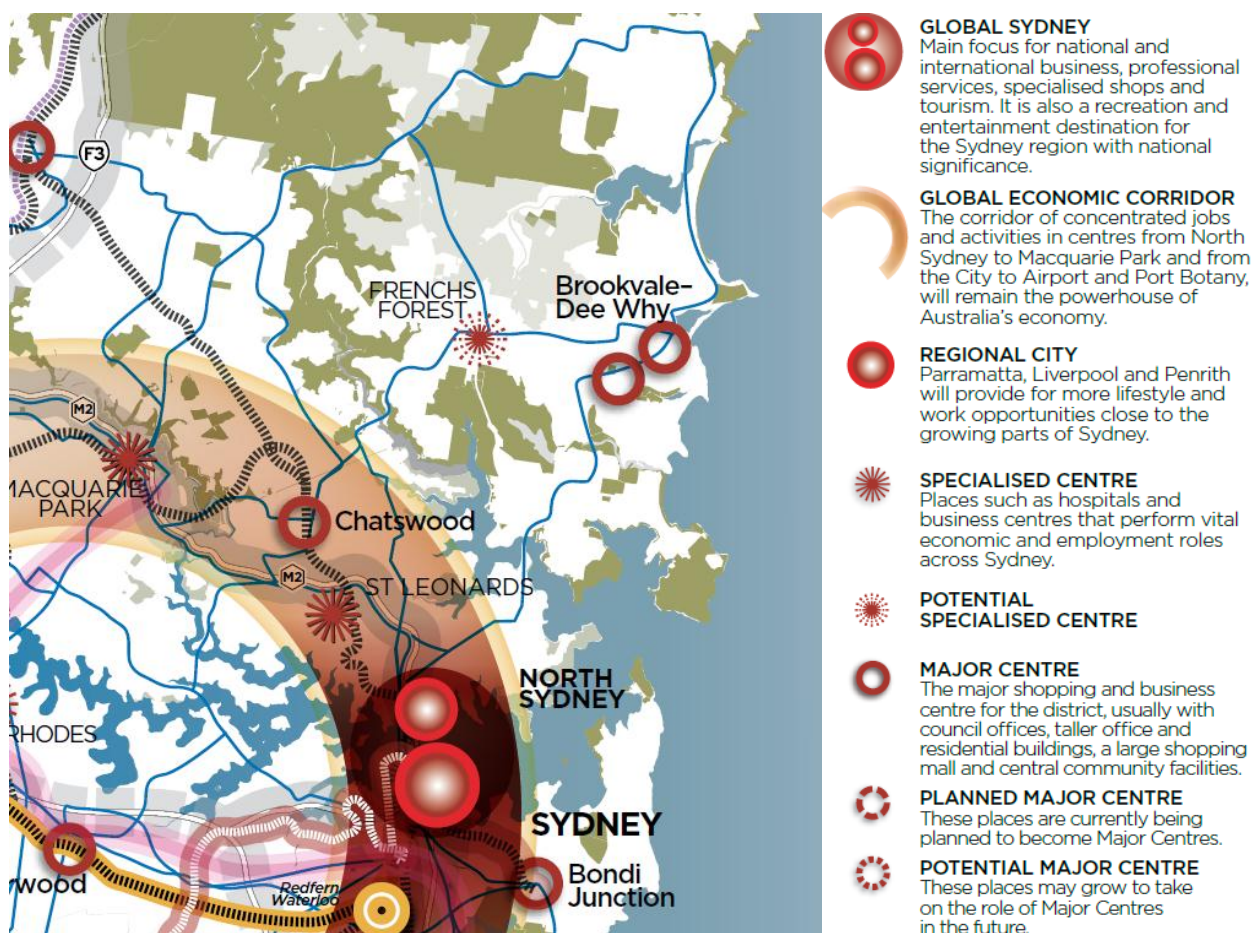 F3
FRENCHS
FOREST
Brookvale–
Dee Why
M2
MACQUARIE
PARK
Chatswood
M2
ST LEONARDS
NORTH
SYDNEY
RHODES
SYDNEY
Redfern
Waterloo
Bondi
Junction
wood
GLOBAL SYDNEY
Main focus for national and
international business, professional
services, specialised shops and
tourism. It is also a recreation and
entertainment destination for
the Sydney region with national
significance.
GLOBAL ECONOMIC CORRIDOR
The corridor of concentrated jobs
and activities in centres from North
Sydney to Macquarie Park and from
the City to Airport and Port Botany,
will remain the powerhouse of
Australia’s economy.
REGIONAL CITY
Parramatta, Liverpool and Penrith
will provide for more lifestyle and
work opportunities close to the
growing parts of Sydney.
SPECIALISED CENTRE
Places such as hospitals and
business centres that perform vital
economic and employment roles
across Sydney.
POTENTIAL
SPECIALISED CENTRE
MAJOR CENTRE
The major shopping and business
centre for the district, usually with
council offices, taller office and
residential buildings, a large shopping
mall and central community facilities.
PLANNED MAJOR CENTRE
These places are currently being
planned to become Major Centres.
POTENTIAL MAJOR CENTRE
These places may grow to take
on the role of Major Centres
in the future.